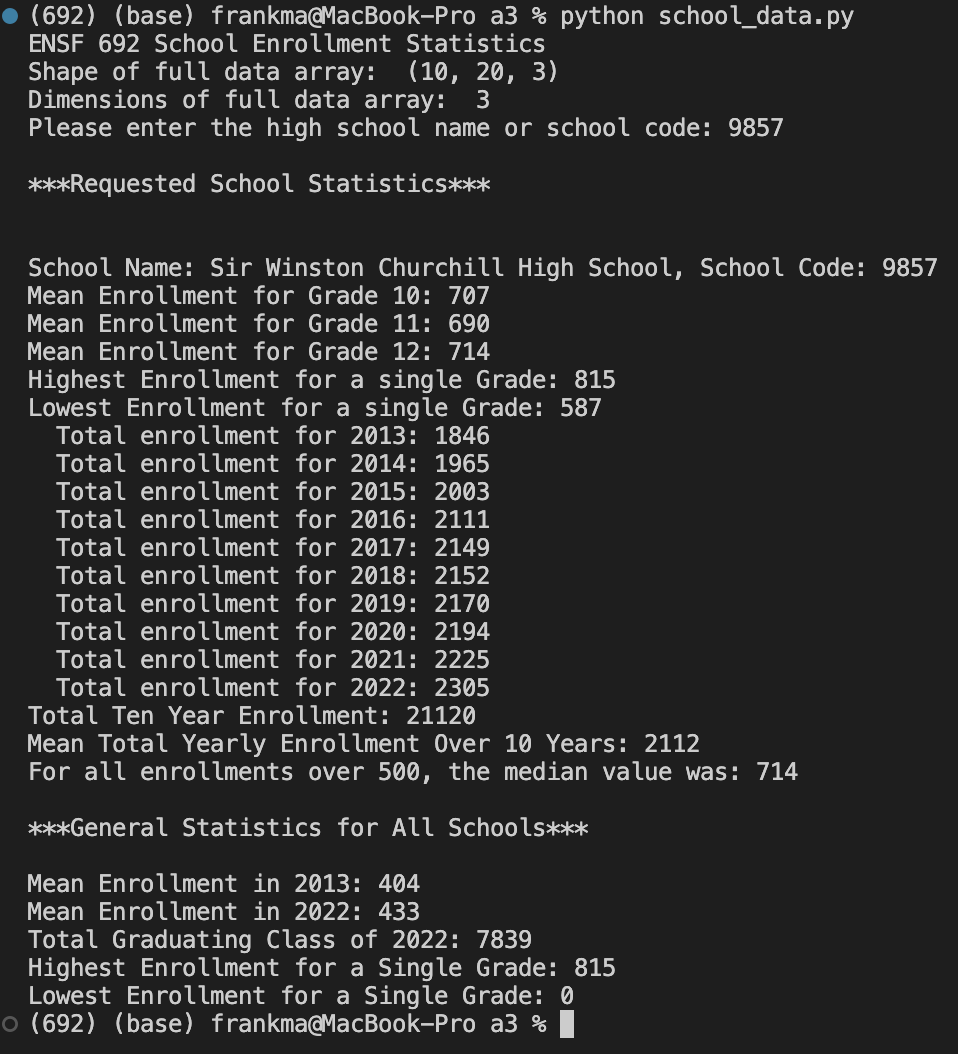 (692) (base) frankma@MacBook-Pro a3 % python school_data.py
ENSF 692 School Enrollment Statistics
Shape of full data array:  (10, 20, 3)
Dimensions of full data array:  3
Please enter the high school name or school code: 9857
***Requested School Statistics***
School Name: Sir Winston Churchill High School, School Code: 9857
Mean Enrollment for Grade 10: 707
Mean Enrollment for Grade 11: 690
Mean Enrollment for Grade 12: 714
Highest Enrollment for a single Grade: 815
Lowest Enrollment for a single Grade: 587
  Total enrollment for 2013: 1846
  Total enrollment for 2014: 1965
  Total enrollment for 2015: 2003
  Total enrollment for 2016: 2111
  Total enrollment for 2017: 2149
  Total enrollment for 2018: 2152
  Total enrollment for 2019: 2170
  Total enrollment for 2020: 2194
  Total enrollment for 2021: 2225
  Total enrollment for 2022: 2305
Total Ten Year Enrollment: 21120
Mean Total Yearly Enrollment Over 10 Years: 2112
For all enrollments over 500, the median value was: 714
***General Statistics for All Schools***
Mean Enrollment in 2013: 404
Mean Enrollment in 2022: 433
Total Graduating Class of 2022: 7839
Highest Enrollment for a Single Grade: 815
Lowest Enrollment for a Single Grade: 0
(692) (base) frankma@MacBook-Pro a3 %